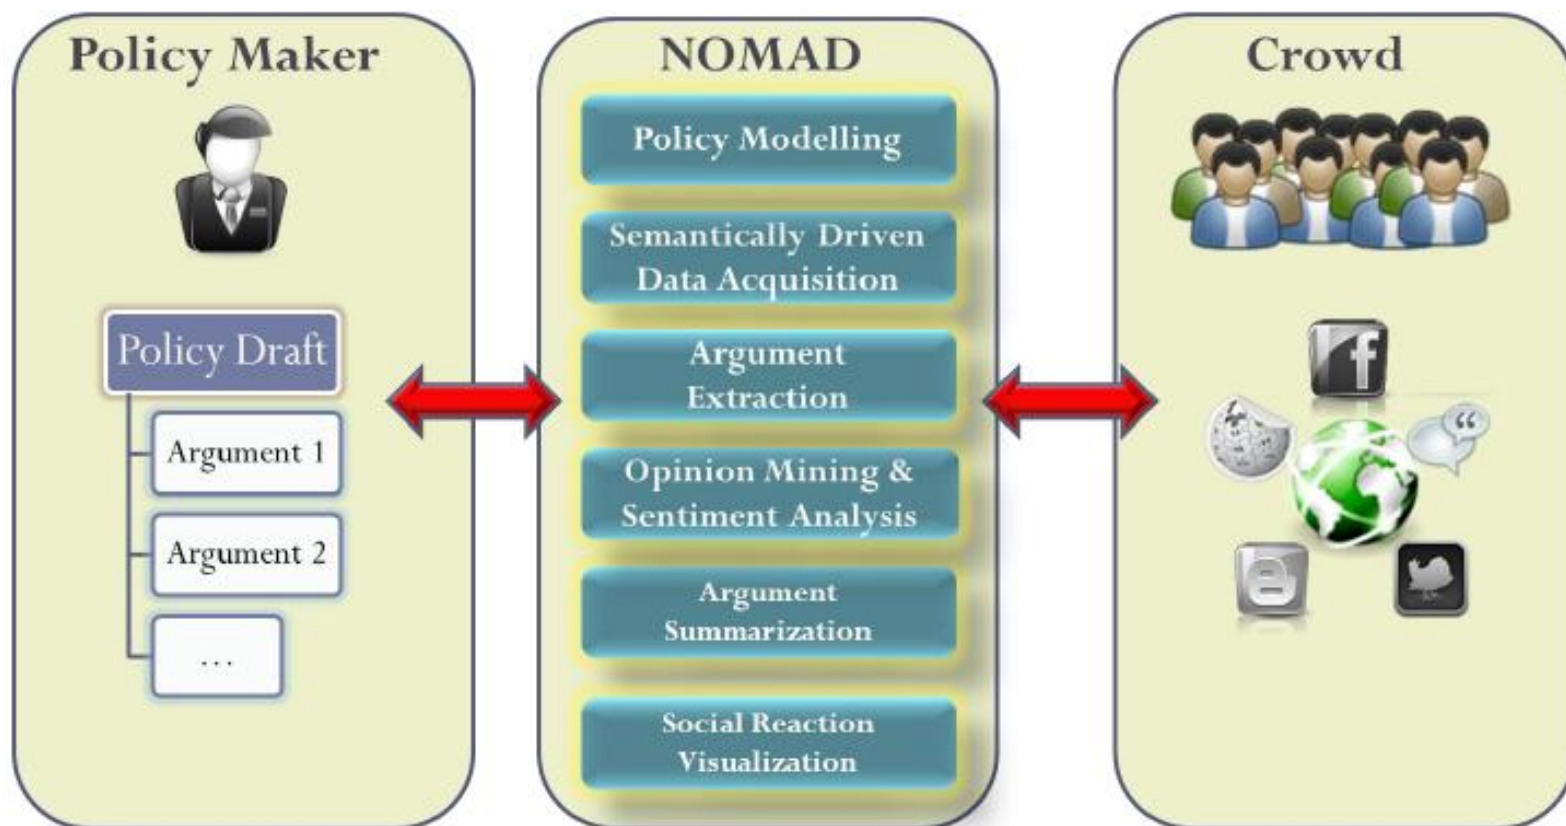 Policy Maker
Policy Draft
Argument 1
Argument 2
...
NOMAD
Policy Modelling
Semantically Driven
Data Acquisition
Argument
Extraction
Opinion Mining &
Sentiment Analysis
Argument
Summarization
Social Reaction
Visualization
Crowd
f
“